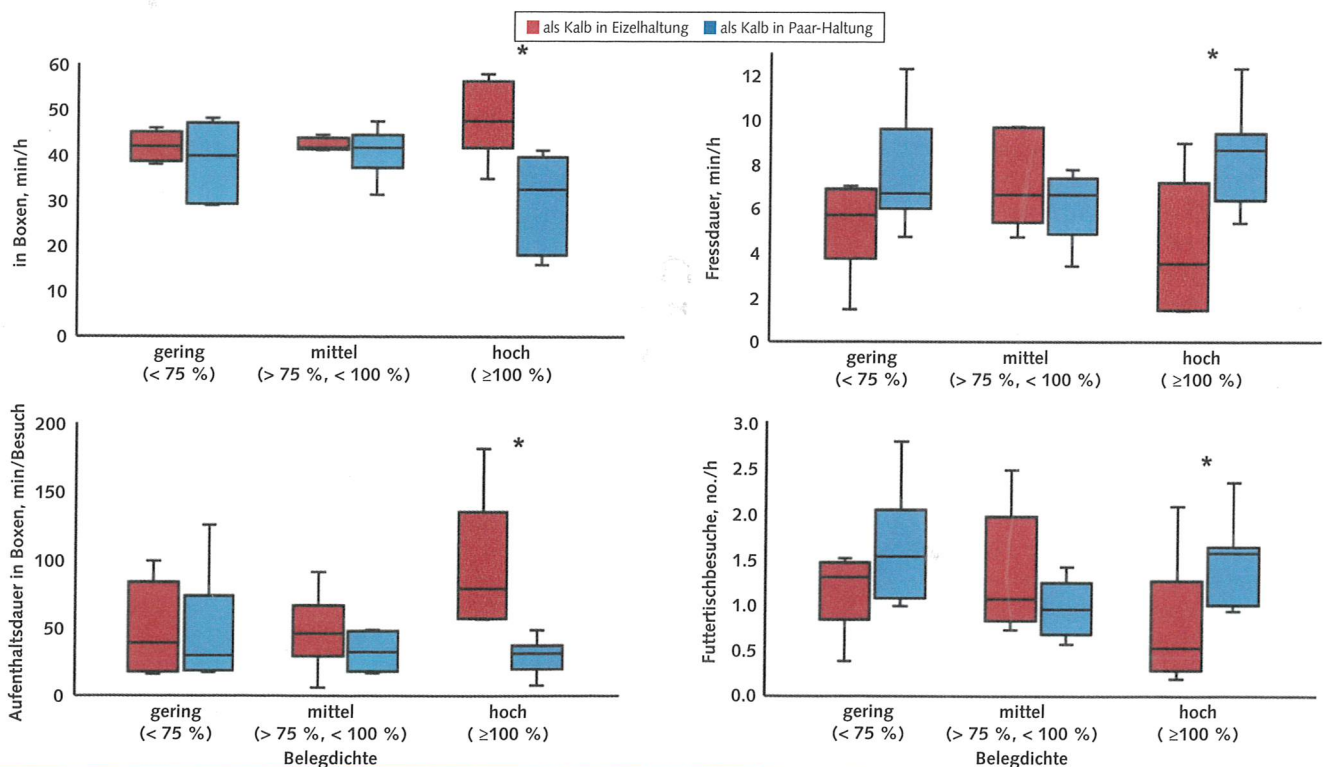 als Kalb in Eizelhaltung als Kalb in Paar-Haltung
*
in Boxen, min/h
60
50
40
30
20
10
0
gering
(< 75 %)
mittel
(> 75 %, < 100 %)
hoch
( ≥100 %)
*
Fressdauer, min/h
12
10
8
6
4
2
0
gering
(< 75 %)
mittel
(> 75 %, < 100 %)
hoch
( ≥100 %)
*
Aufenthaltsdauer in Boxen, min/Besuch
200
150
100
50
0
gering
(< 75 %)
mittel
(> 75 %, < 100 %)
hoch
( ≥100 %)
Belegdichte
*
Futtertischbesuche, no./h
3.0
2.5
2.0
1.5
1.0
0.5
0.0
gering
(< 75 %)
mittel
(> 75 %, < 100 %)
hoch
( ≥100 %)
Belegdichte